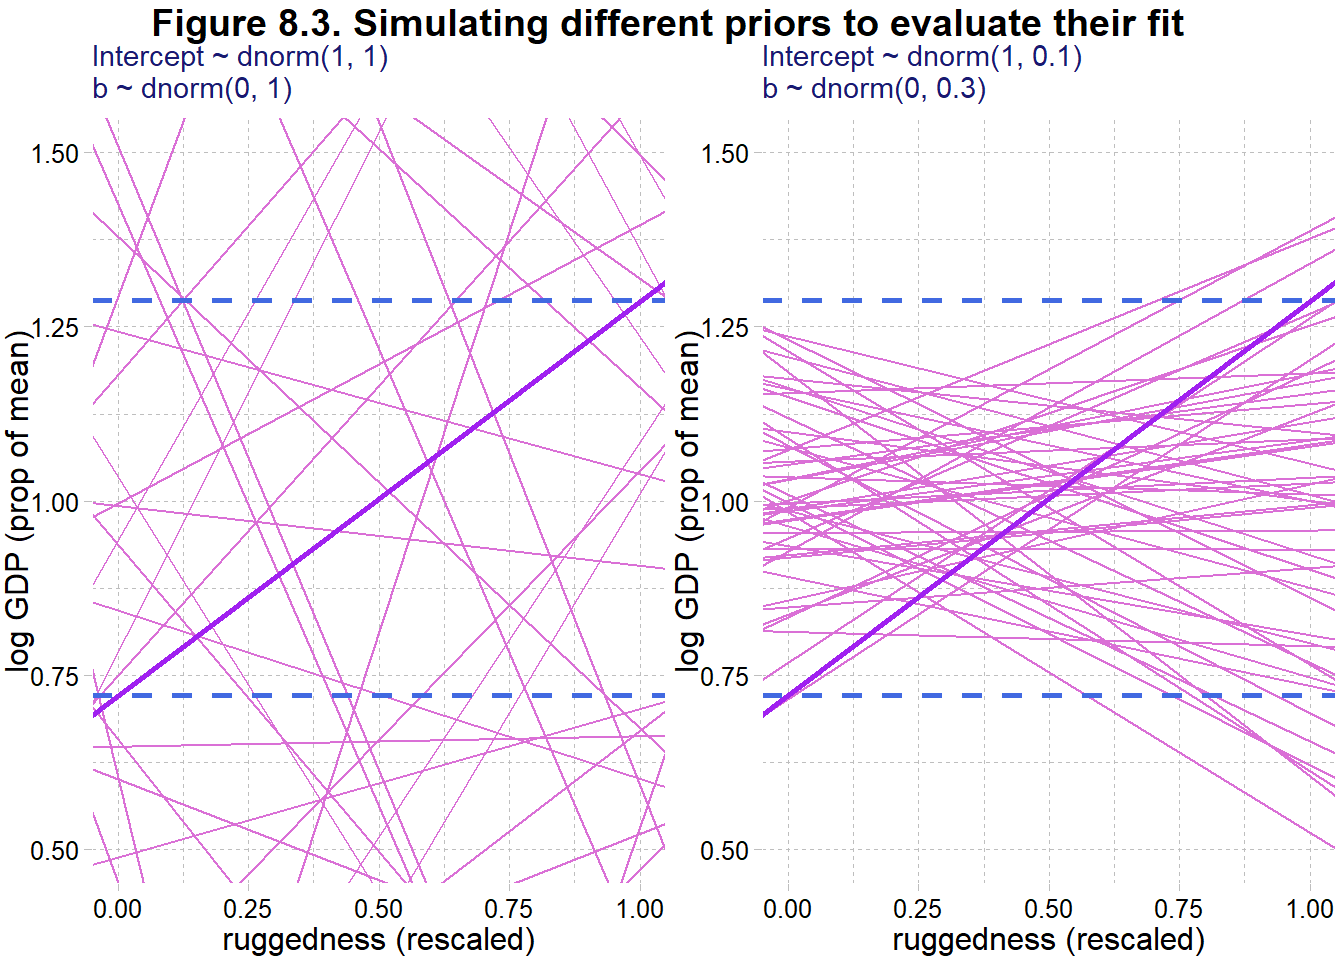 Figure 8.3. Simulating different priors to evaluate their fit
Intercept ~ dnorm(1, 1)
b ~ dnorm(0, 1)
log GDP (prop of mean)
1.50
1.25
1.00
0.75
0.50
0.00 0.25 0.50 0.75 1.00
ruggedness (rescaled)
Intercept ~ dnorm(1, 0.1)
b ~ dnorm(0, 0.3)
log GDP (prop of mean)
1.50
1.25
1.00
0.75
0.50
0.00 0.25 0.50 0.75 1.00
ruggedness (rescaled)